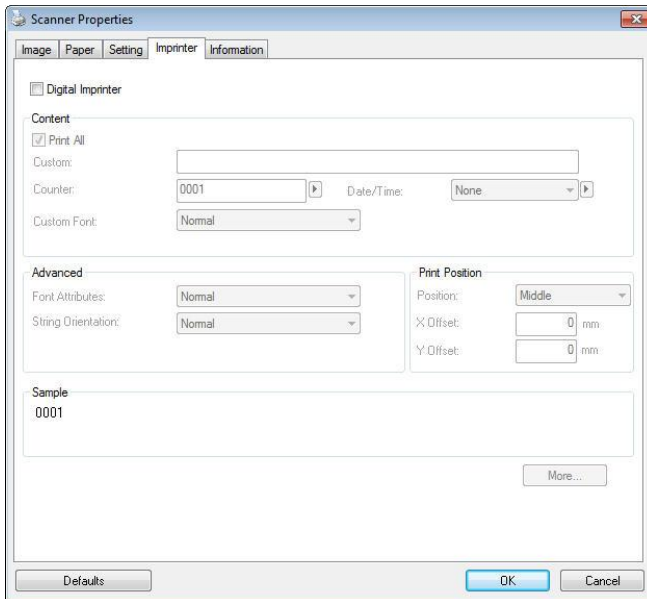 Scanner Properties
Image Paper Setting Imprinter Information
Digital Imprinter
Content
Print All
Custom:
Counter: 0001 Date/Time: None
Custom Font: Normal
Advanced
Font Attributes: Normal
String Orientation: Normal
Print Position
Position: Middle
X Offset: 0 mm
Y Offset: 0 mm
Sample
0001
More...
Defaults OK Cancel